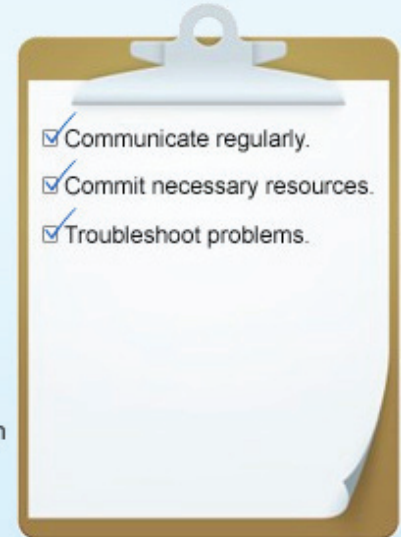 Communicate regularly.
Commit necessary resources.
Troubleshoot problems.